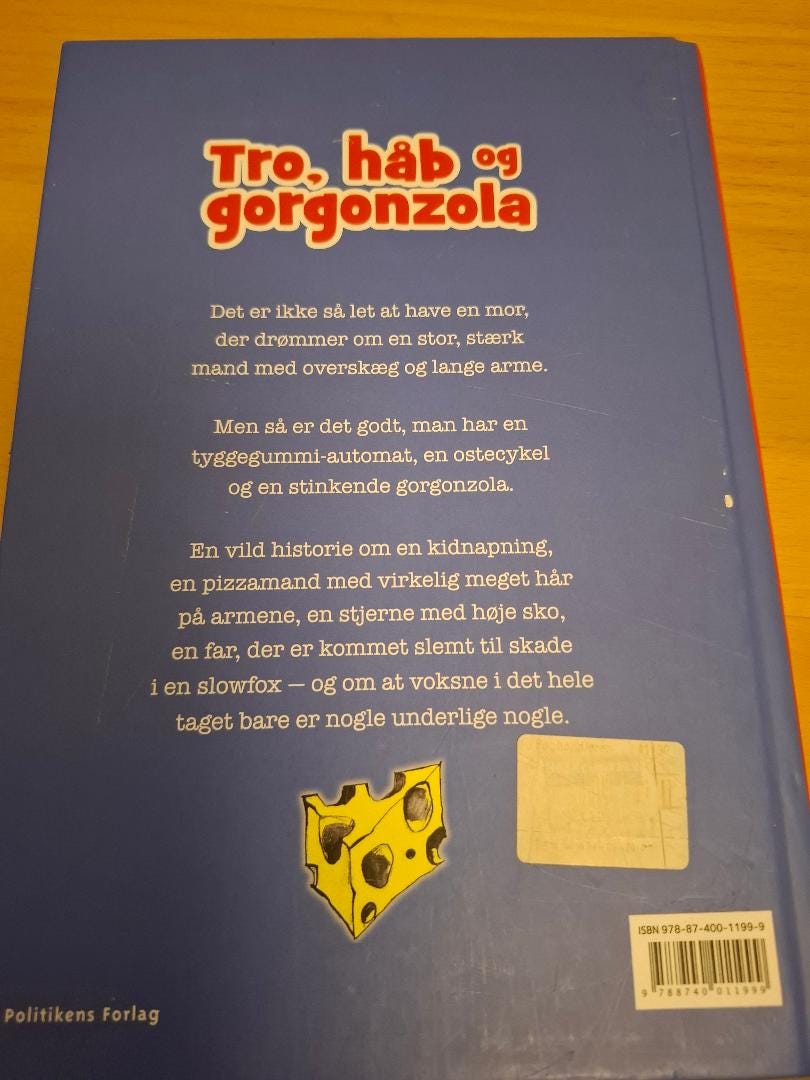 Tro, håb og
gorgonzola
Det er ikke så let at have en mor,
der drømmer om en stor, stærk
mand med overskæg og lange arme.
Men så er det godt, man har en
tyggegummi-automat, en ostecykel
og en stinkende gorgonzola.
En vild historie om en kidnapning,
en pizzamand med virkelig meget hår
på armene, en stjerne med høje sko,
en far, der er kommet slemt til skade
i en slowfox — og om at voksne i det hele
taget bare er nogle underlige nogle.
ISBN 978-87-400-1199-9
9 788740 011999
Politikens Forlag